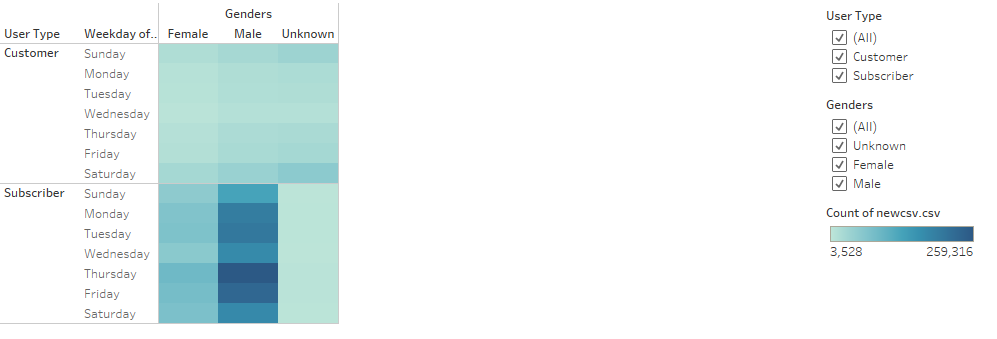 Genders
User Type Weekday of.. Female Male Unknown
Customer Sunday
Monday
Tuesday
Wednesday
Thursday
Friday
Saturday
Subscriber Sunday
Monday
Tuesday
Wednesday
Thursday
Friday
Saturday
User Type
(All)
Customer
Subscriber
Genders
(All)
Unknown
Female
Male
Count of newcsv.csv
3,528 259,316